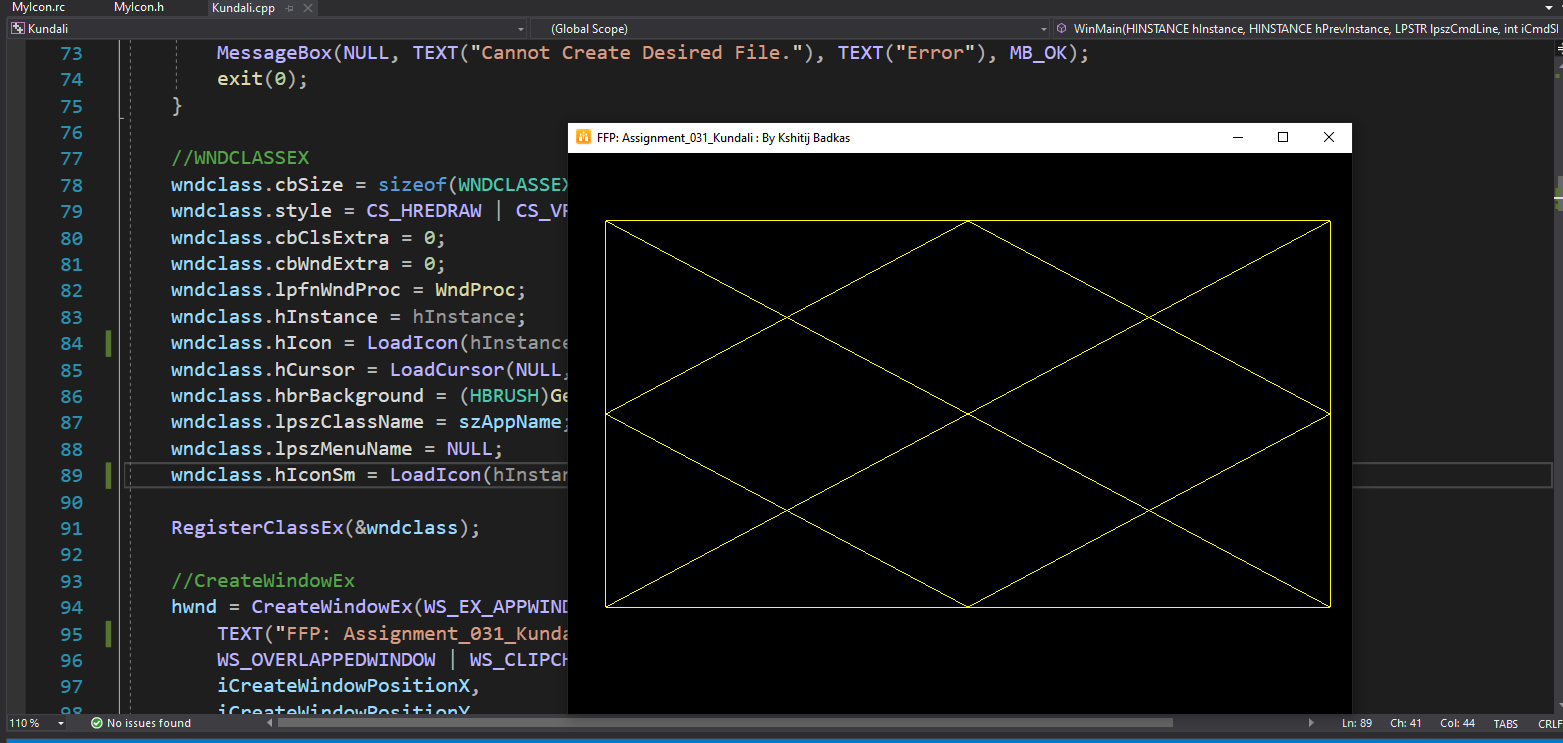 MyIcon.rc MyIcon.h Kundali.cpp
Kundali (Global Scope) WinMain(HINSTANCE hInstance, HINSTANCE hPrevInstance, LPSTR lpszCmdLine, int iCmdSl
73 MessageBox(NULL, TEXT("Cannot Create Desired File."), TEXT("Error"), MB_OK);
74 exit(0);
75 }
76
77 //WNDCLASSEX
78 wndclass.cbSize = sizeof(WNDCLASSEX
79 wndclass.style = CS_HREDRAW | CS_VR
80 wndclass.cbClsExtra = 0;
81 wndclass.cbWndExtra = 0;
82 wndclass.lpfnWndProc = WndProc;
83 wndclass.hInstance = hInstance;
84 wndclass.hIcon = LoadIcon(hInstance
85 wndclass.hCursor = LoadCursor(NULL,
86 wndclass.hbrBackground = (HBRUSH)Ge
87 wndclass.lpszClassName = szAppName;
88 wndclass.lpszMenuName = NULL;
89 wndclass.hIconSm = LoadIcon(hInstan
90
91 RegisterClassEx(&wndclass);
92
93 //CreateWindowEx
94 hwnd = CreateWindowEx(WS_EX_APPWIND
95 TEXT("FFP: Assignment_031_Kunda
96 WS_OVERLAPPEDWINDOW | WS_CLIPCH
97 iCreateWindowPositionX,
98 iCreateWindowPositionY
FFP: Assignment_031_Kundali : By Kshitij Badkas
110 % No issues found Ln: 89 Ch: 41 Col: 44 TABS CRLF